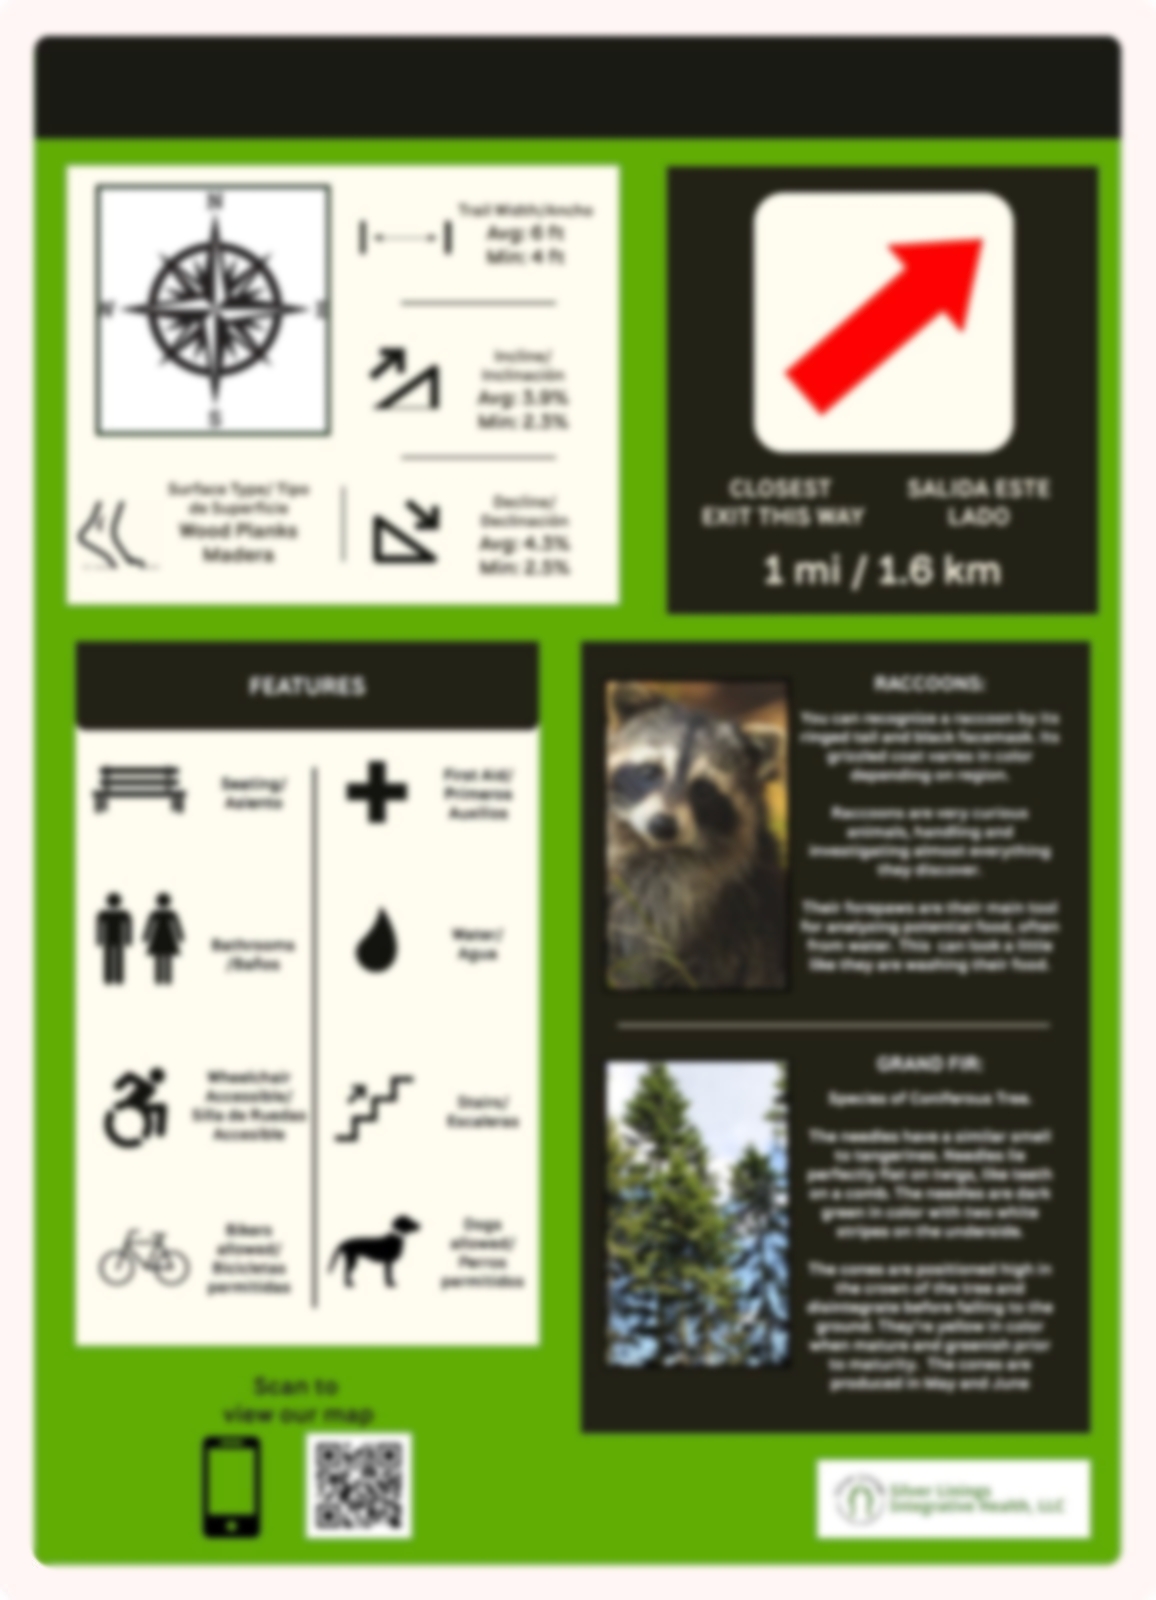 N
S
Trail Width/Ancho
Avg: 6 ft
Min: 4 ft
Incline/
Inclinación
Avg: 3.9%
Min: 2.3%
Surface Type/ Tipo
de Superficie
Wood Planks
Madera
Decline/
Declinación
Avg: 4.3%
Min: 2.5%
CLOSEST
EXIT THIS WAY
SALIDA ESTE
LADO
1 mi / 1.6 km
FEATURES
Seating/
Asiento
First Aid/
Primeros
Auxilios
Bathrooms
/Baños
Water/
Agua
Wheelchair
Accessible/
Silla de Ruedas
Accesible
Stairs/
Escaleras
Bikers
allowed/
Bicicletas
permitidas
Dogs
allowed/
Perros
permitidos
RACCOONS:
You can recognize a raccoon by its
ringed tail and black facemask. Its
grizzled coat varies in color
depending on region.
Raccoons are very curious
animals, handling and
investigating almost everything
they discover.
Their forepaws are their main tool
for analysing potential food, often
from water. This can look a little
like they are washing their food.
GRAND FIR:
Species of Coniferous Tree.
The needles have a similar smell
to tangerines. Needles lie
perfectly flat on twigs, like teeth
on a comb. The needles are dark
green in color with two white
stripes on the underside.
The cones are positioned high in
the crown of the tree and
disintegrate before falling to the
ground. They're yellow in color
when mature and greenish prior
to maturity. The cones are
produced in May and June
Scan to
view our map
Silver Linings
Integrative Health, LLC